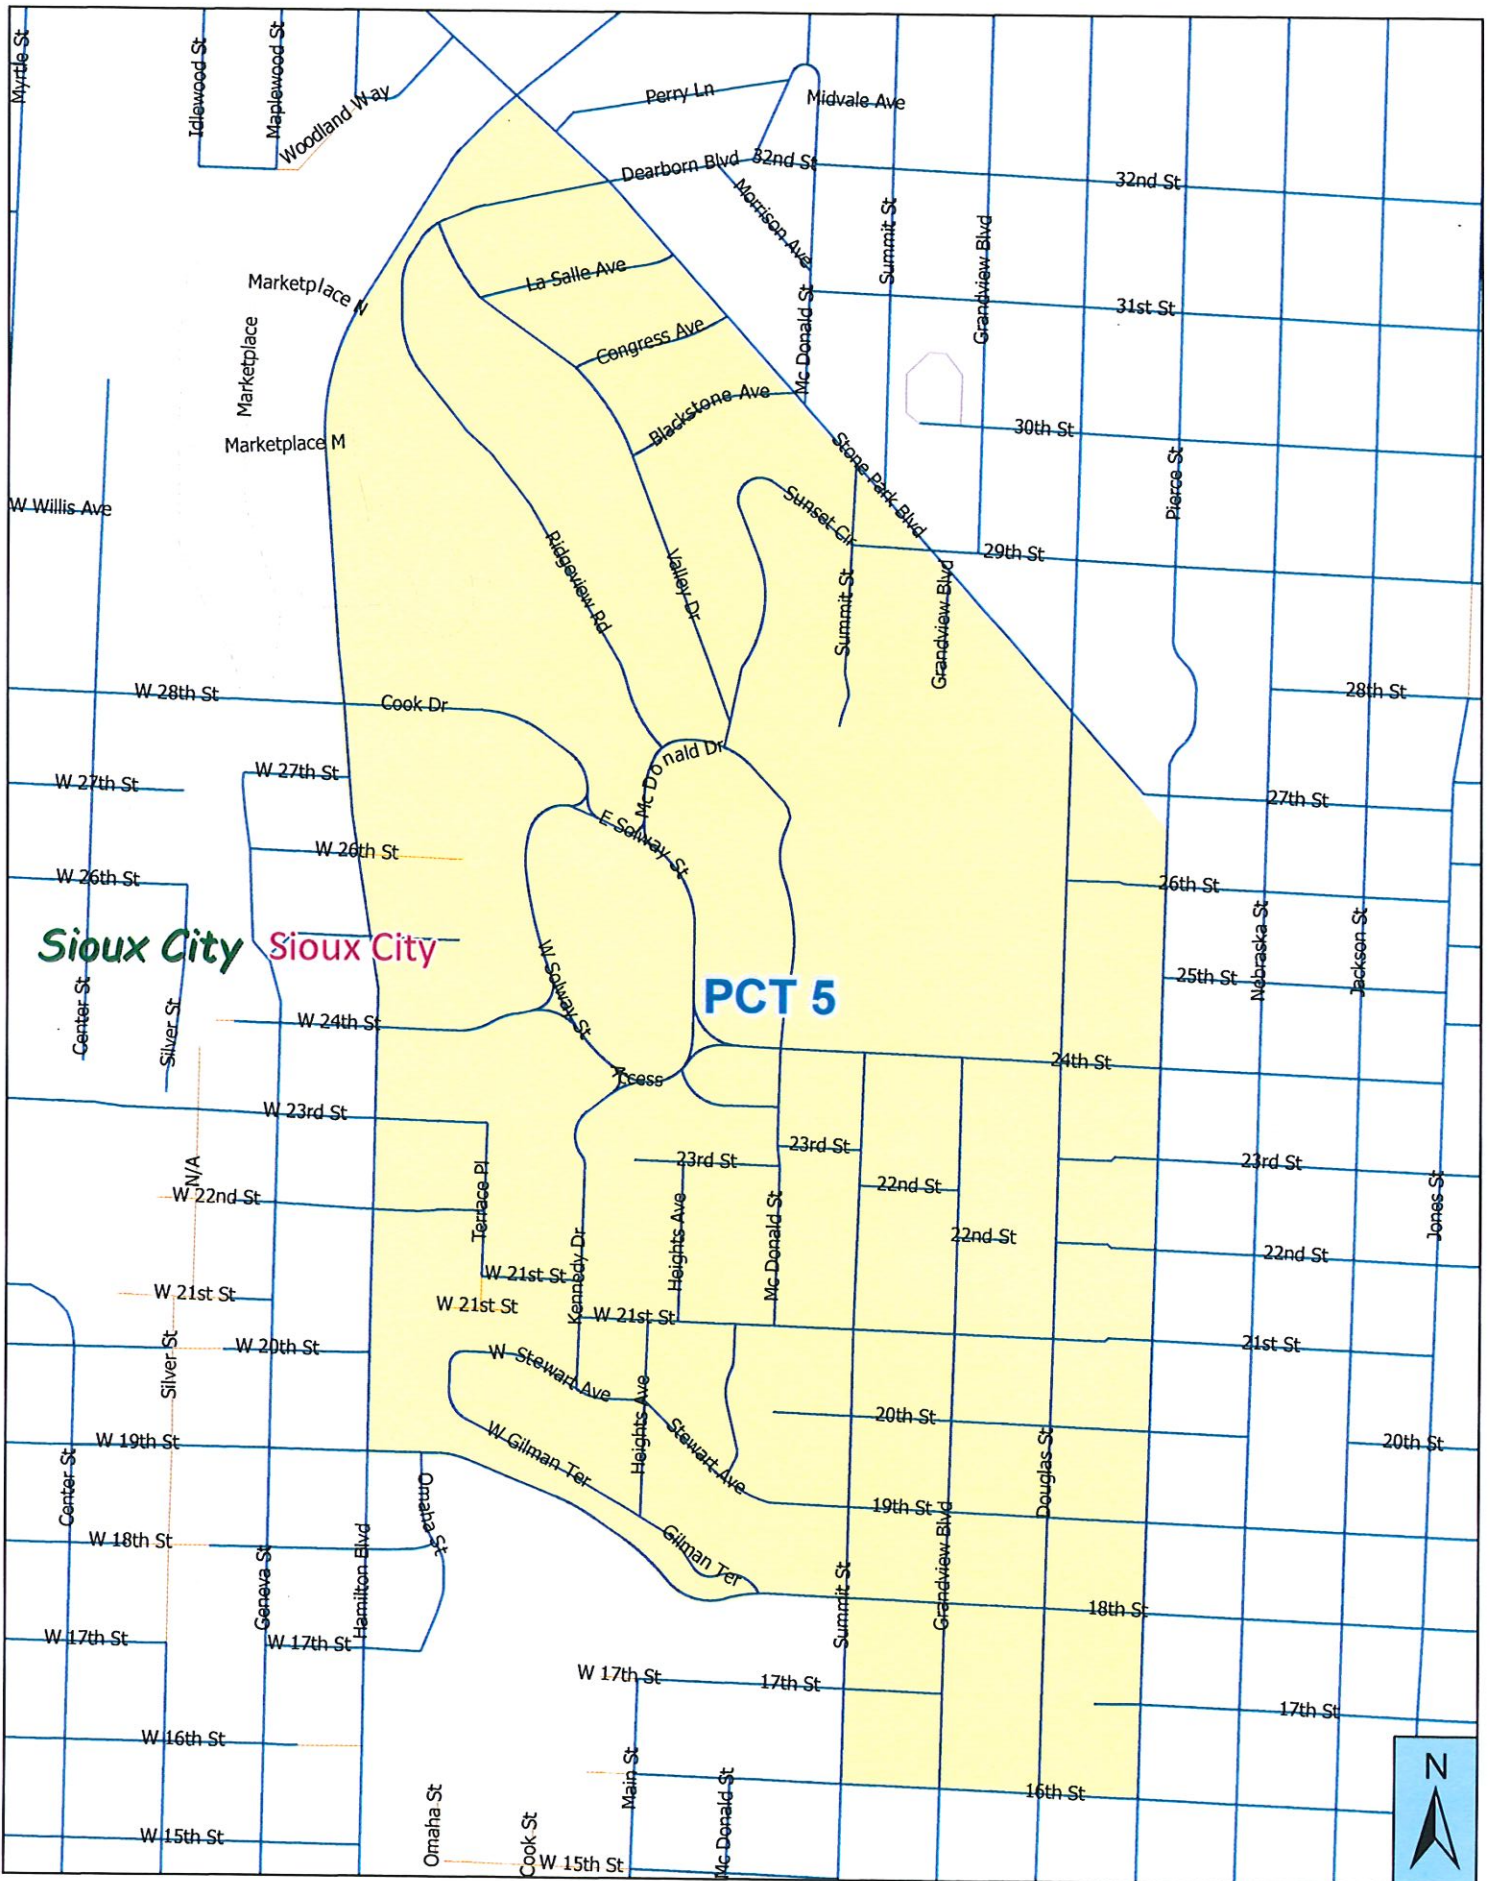 Myrtle St
Idlewood St
Maplewood St
Woodland Way
Perry Ln
Midvale Ave
Dearborn Blvd
32nd St
32nd St
Morrison Ave
Summit St
Grandview Blvd
La Salle Ave
Marketplace N
31st St
Mc Donald St
Marketplace
Congress Ave
Blackstone Ave
Marketplace M
30th St
Stone Park Blvd
Pierce St
W Willis Ave
Sunset Cir
29th St
Ridgeview Rd
Valley Dr
Summit St
Grandview Blvd
W 28th St
Cook Dr
28th St
Mc Donald Dr
W 27th St
W 27th St
27th St
E Solway St
W 26th St
W 26th St
26th St
Sioux City
Sioux City
Nebraska St
Jackson St
W Solway St
25th St
PCT 5
Center St
Silver St
W 24th St
24th St
Access
W 23rd St
23rd St
23rd St
23rd St
N/A
W 22nd St
Terrace Pl
22nd St
Heights Ave
Mc Donald St
Jones St
22nd St
22nd St
Kennedy Dr
W 21st St
W 21st St
W 21st St
W 21st St
21st St
W 20th St
Silver St
W Stewart Ave
Heights Ave
20th St
20th St
W 19th St
W Gilman Ter
Stewart Ave
Douglas St
Center St
Omaha St
19th St
W 18th St
Geneva St
Hamilton Blvd
Gilman Ter
Summit St
Grandview Blvd
18th St
W 17th St
W 17th St
W 17th St
17th St
17th St
W 16th St
Main St
Mc Donald St
16th St
N
W 15th St
Omaha St
Cook St
W 15th St